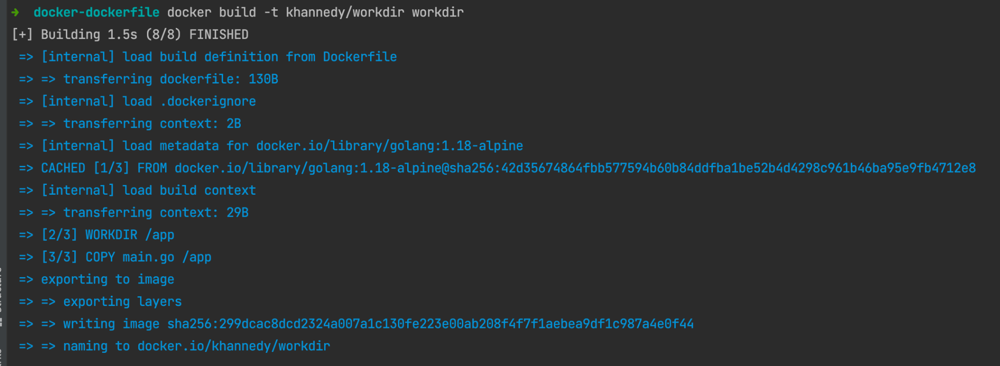 ➜  docker-dockerfile docker build -t khannedy/workdir workdir
[+] Building 1.5s (8/8) FINISHED
=> [internal] load build definition from Dockerfile
=> => transferring dockerfile: 130B
=> [internal] load .dockerignore
=> => transferring context: 2B
=> [internal] load metadata for docker.io/library/golang:1.18-alpine
=> CACHED [1/3] FROM docker.io/library/golang:1.18-alpine@sha256:42d35674864fbb577594b60b84ddfba1be52b4d4298c961b46ba95e9fb4712e8
=> [internal] load build context
=> => transferring context: 29B
=> [2/3] WORKDIR /app
=> [3/3] COPY main.go /app
=> exporting to image
=> => exporting layers
=> => writing image sha256:299dcac8dcd2324a007a1c130fe223e00ab208f4f7f1aebea9df1c987a4e0f44
=> => naming to docker.io/khannedy/workdir